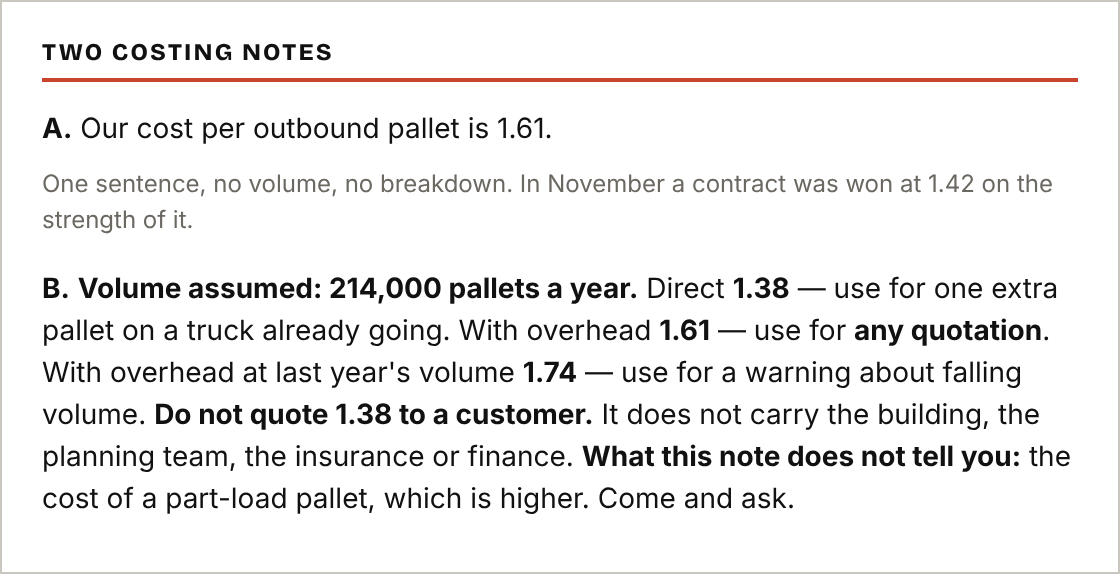 TWO COSTING NOTES
A. Our cost per outbound pallet is 1.61.
One sentence, no volume, no breakdown. In November a contract was won at 1.42 on the
strength of it.
B. Volume assumed: 214,000 pallets a year. Direct 1.38 — use for one extra
pallet on a truck already going. With overhead 1.61 — use for any quotation.
With overhead at last year's volume 1.74 — use for a warning about falling
volume. Do not quote 1.38 to a customer. It does not carry the building, the
planning team, the insurance or finance. What this note does not tell you: the
cost of a part-load pallet, which is higher. Come and ask.